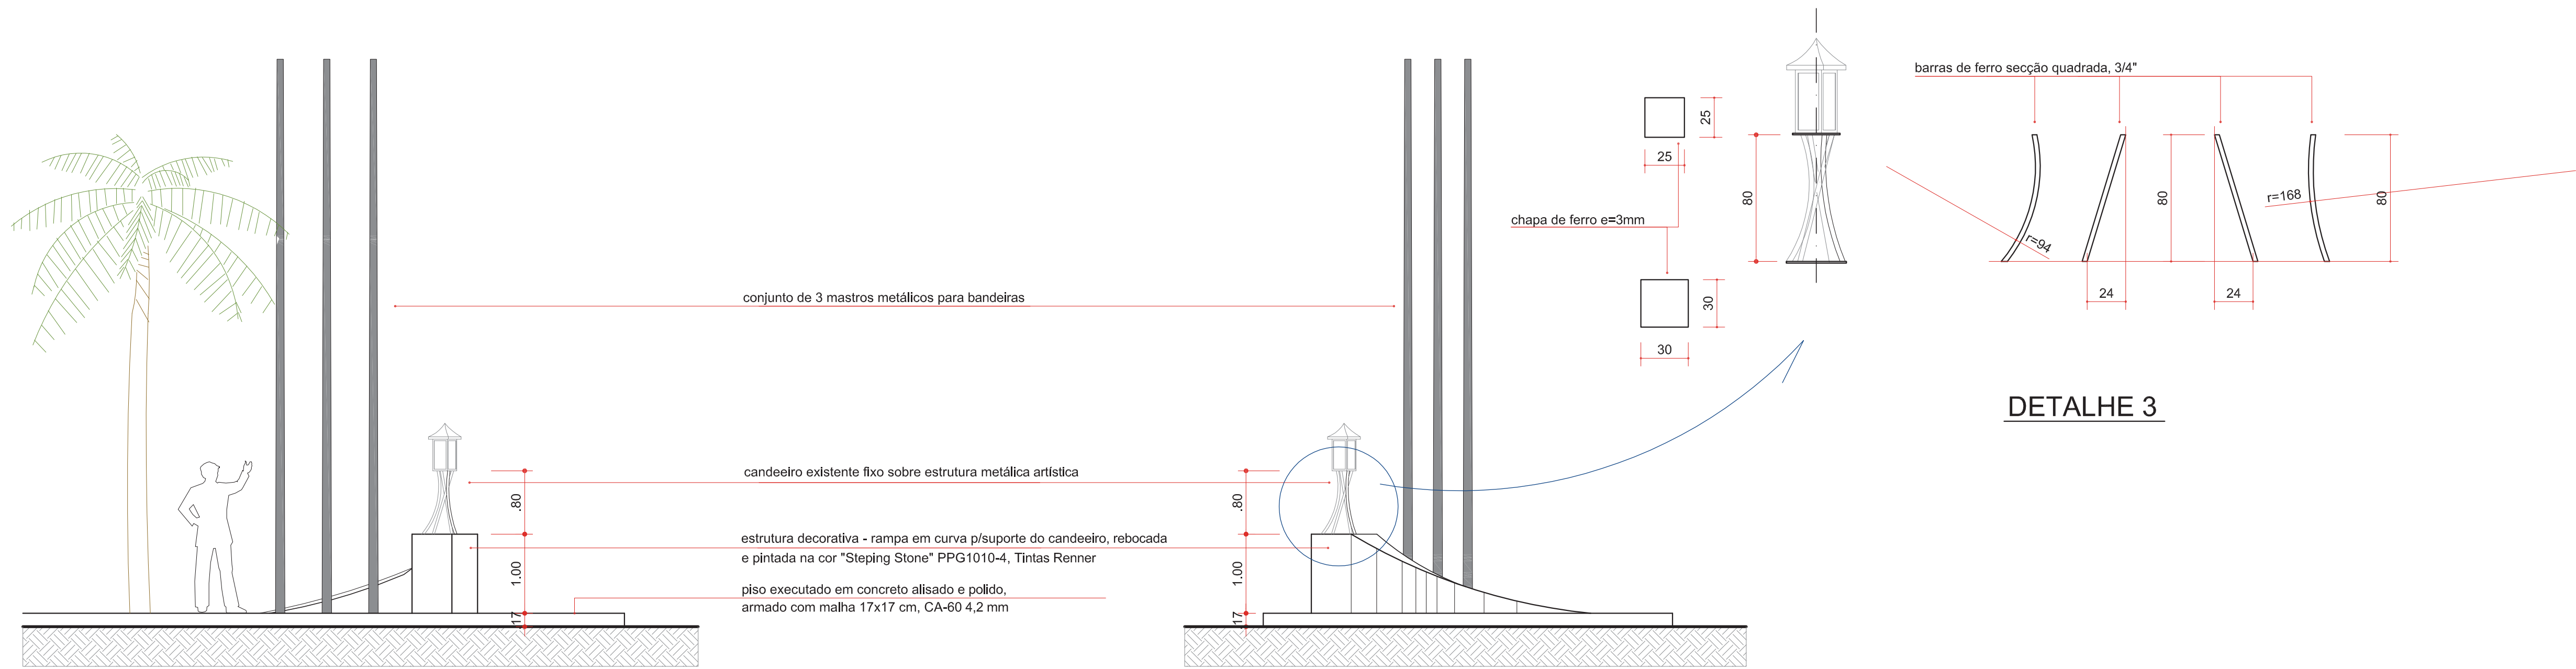 conjunto de 3 mastros metálicos para bandeiras
candeeiro existente fixo sobre estrutura metálica artística
.80
.80
estrutura decorativa - rampa em curva p/suporte do candeeiro, rebocada
e pintada na cor "Steping Stone" PPG1010-4, Tintas Renner
1.00
1.00
piso executado em concreto alisado e polido,
armado com malha 17x17 cm, CA-60 4,2 mm
.17
.17
25
25
chapa de ferro e=3mm
30
30
80
barras de ferro secção quadrada, 3/4"
r=94
80
r=168
80
24
24
DETALHE 3